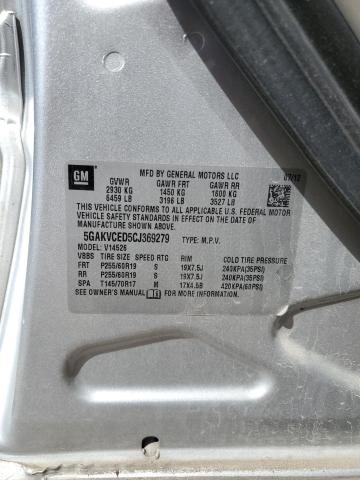 GM
MFD BY GENERAL MOTORS LLC 07/12
GVWR GAWR FRT GAWR RR
2930 KG 1450 KG 1600 KG
6459 LB 3196 LB 3527 LB
THIS VEHICLE CONFORMS TO ALL APPLICABLE U.S. FEDERAL MOTOR
VEHICLE SAFETY AND THEFT PREVENTION STANDARDS IN EFFECT ON THE DATE OF
MANUFACTURE SHOWN ABOVE.
5GAKVCED5CJ369279 TYPE: M.P.V.
MODEL: V14526
VBBS TIRE SIZE SPEED RTG RIM COLD TIRE PRESSURE
FRT P255/60R19 S 19X7.5J 240KPA(35PSI)
RR P255/60R19 S 19X7.5J 240KPA(35PSI)
SPA T145/70R17 M 17X4.5B 420KPA(60PSI)
SEE OWNER'S MANUAL FOR MORE INFORMATION.